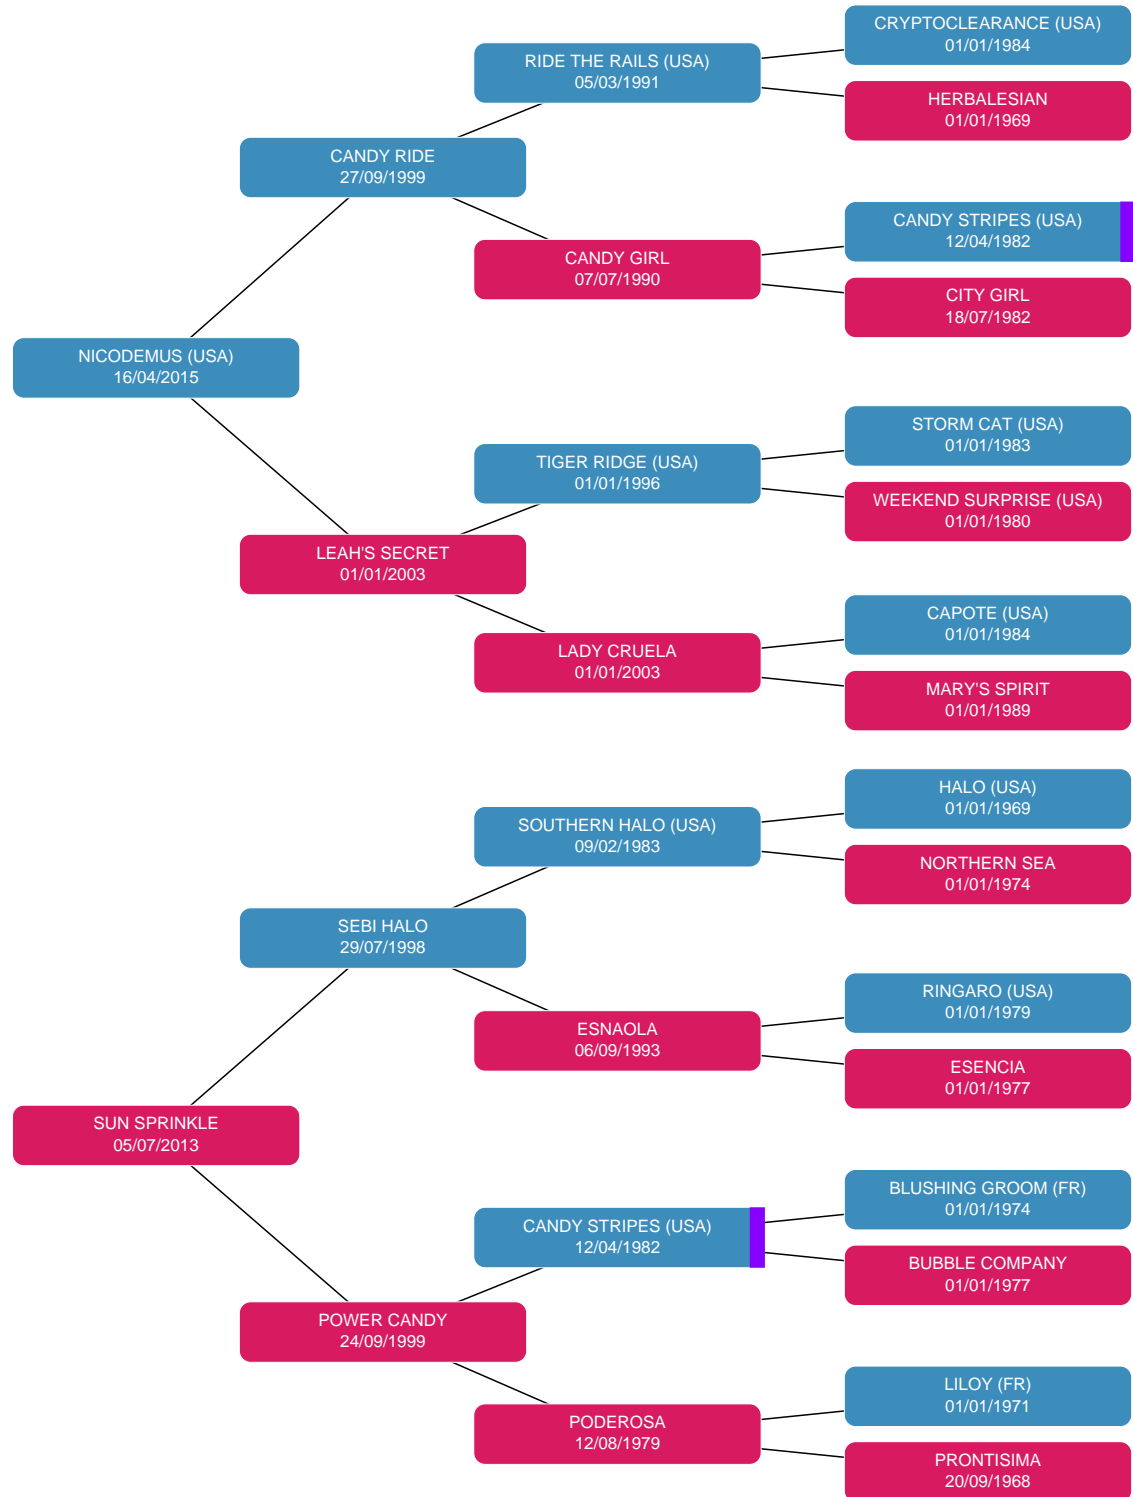 CRYPTOCLEARANCE (USA)
01/01/1984
RIDE THE RAILS (USA)
05/03/1991
HERBALESIAN
01/01/1969
CANDY RIDE
27/09/1999
CANDY STRIPES (USA)
12/04/1982
CANDY GIRL
07/07/1990
CITY GIRL
18/07/1982
NICODEMUS (USA)
16/04/2015
STORM CAT (USA)
01/01/1983
TIGER RIDGE (USA)
01/01/1996
WEEKEND SURPRISE (USA)
01/01/1980
LEAH'S SECRET
01/01/2003
CAPOTE (USA)
01/01/1984
LADY CRUELA
01/01/2003
MARY'S SPIRIT
01/01/1989
HALO (USA)
01/01/1969
SOUTHERN HALO (USA)
09/02/1983
NORTHERN SEA
01/01/1974
SEBI HALO
29/07/1998
RINGARO (USA)
01/01/1979
ESNAOLA
06/09/1993
ESENCIA
01/01/1977
SUN SPRINKLE
05/07/2013
BLUSHING GROOM (FR)
01/01/1974
CANDY STRIPES (USA)
12/04/1982
BUBBLE COMPANY
01/01/1977
POWER CANDY
24/09/1999
LILOY (FR)
01/01/1971
PODEROSA
12/08/1979
PRONTISIMA
20/09/1968